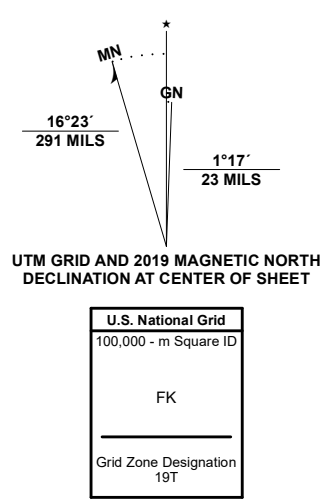 ★
MN
GN
16°23´
291 MILS
1°17´
23 MILS
UTM GRID AND 2019 MAGNETIC NORTH
DECLINATION AT CENTER OF SHEET
U.S. National Grid
100,000 - m Square ID
FK
Grid Zone Designation
19T